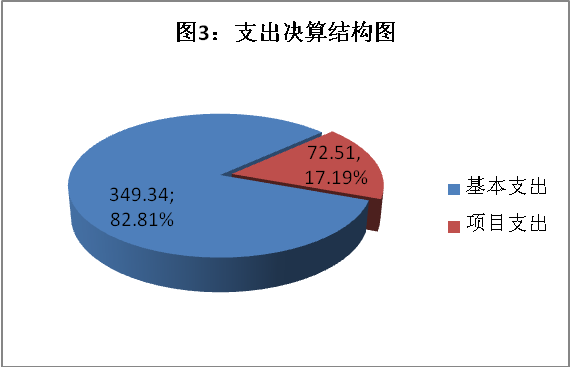 图3：支出决算结构图
72.51,
17.19%
349.34;
82.81%
基本支出
项目支出